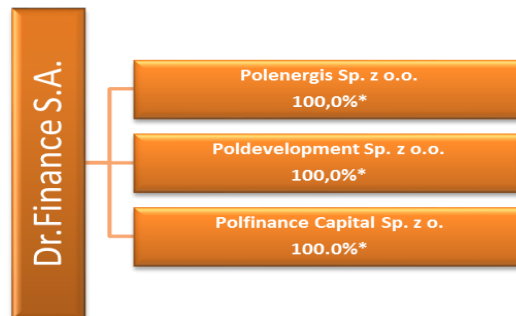 Dr.Finance S.A.
Polenergis Sp. z o.o.
100,0%*
Poldevelopment Sp. z o.o.
100,0%*
Polfinance Capital Sp. z o.
100.0%*